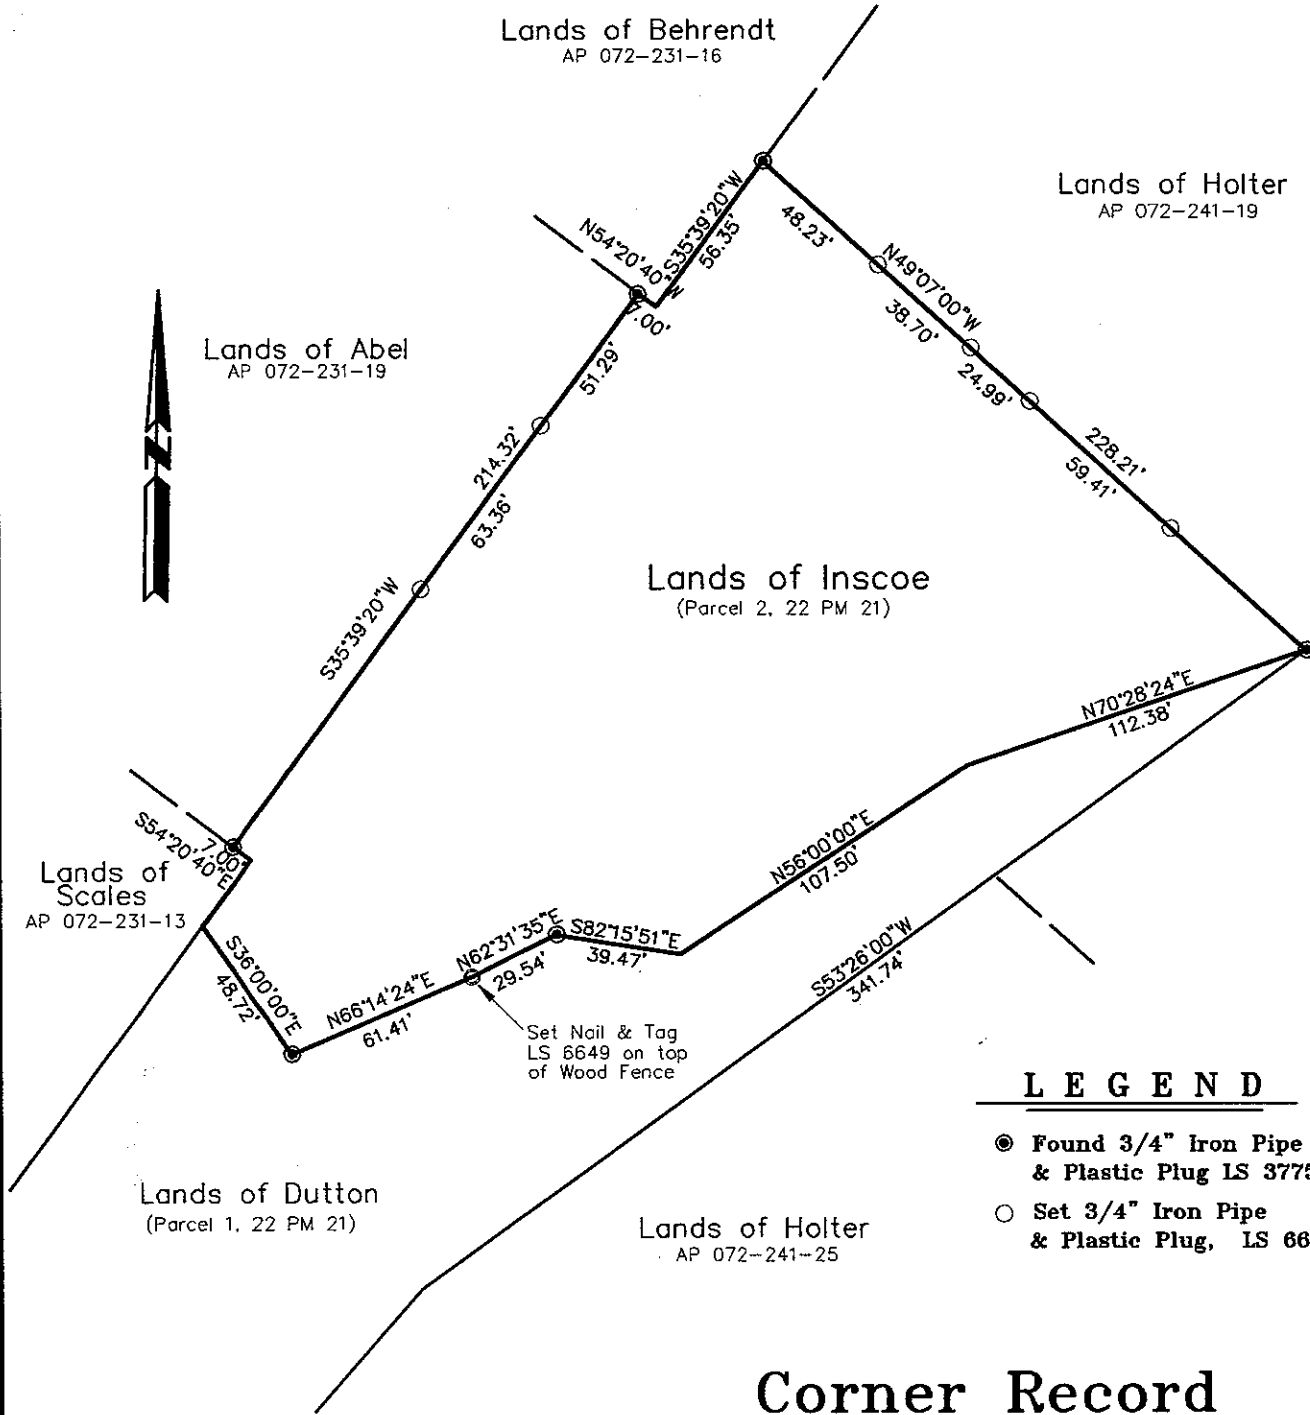 Lands of Behrendt
AP 072-231-16
Lands of Holter
AP 072-241-19
N54°20'40"W
7.00'
S35°39'20"W
56.35'
48.23'
N49°07'00"W
38.70'
24.99'
228.21'
59.41'
Lands of Abel
AP 072-231-19
N
51.29'
214.32'
63.36'
S35°39'20"W
Lands of Inscoe
(Parcel 2, 22 PM 21)
N70°28'24"E
112.38'
S54°20'40"E
7.00'
Lands of
Scales
AP 072-231-13
N56°00'00"E
107.50'
S36°00'00"E
48.72'
N66°14'24"E
61.41'
N62°31'35"E
29.54'
S82°15'51"E
39.47'
S53°26'00"W
341.74'
Set Nail & Tag
LS 6649 on top
of Wood Fence
LEGEND
Found 3/4" Iron Pipe
& Plastic Plug LS 3775
Set 3/4" Iron Pipe
& Plastic Plug, LS 66
Lands of Dutton
(Parcel 1, 22 PM 21)
Lands of Holter
AP 072-241-25
Corner Record